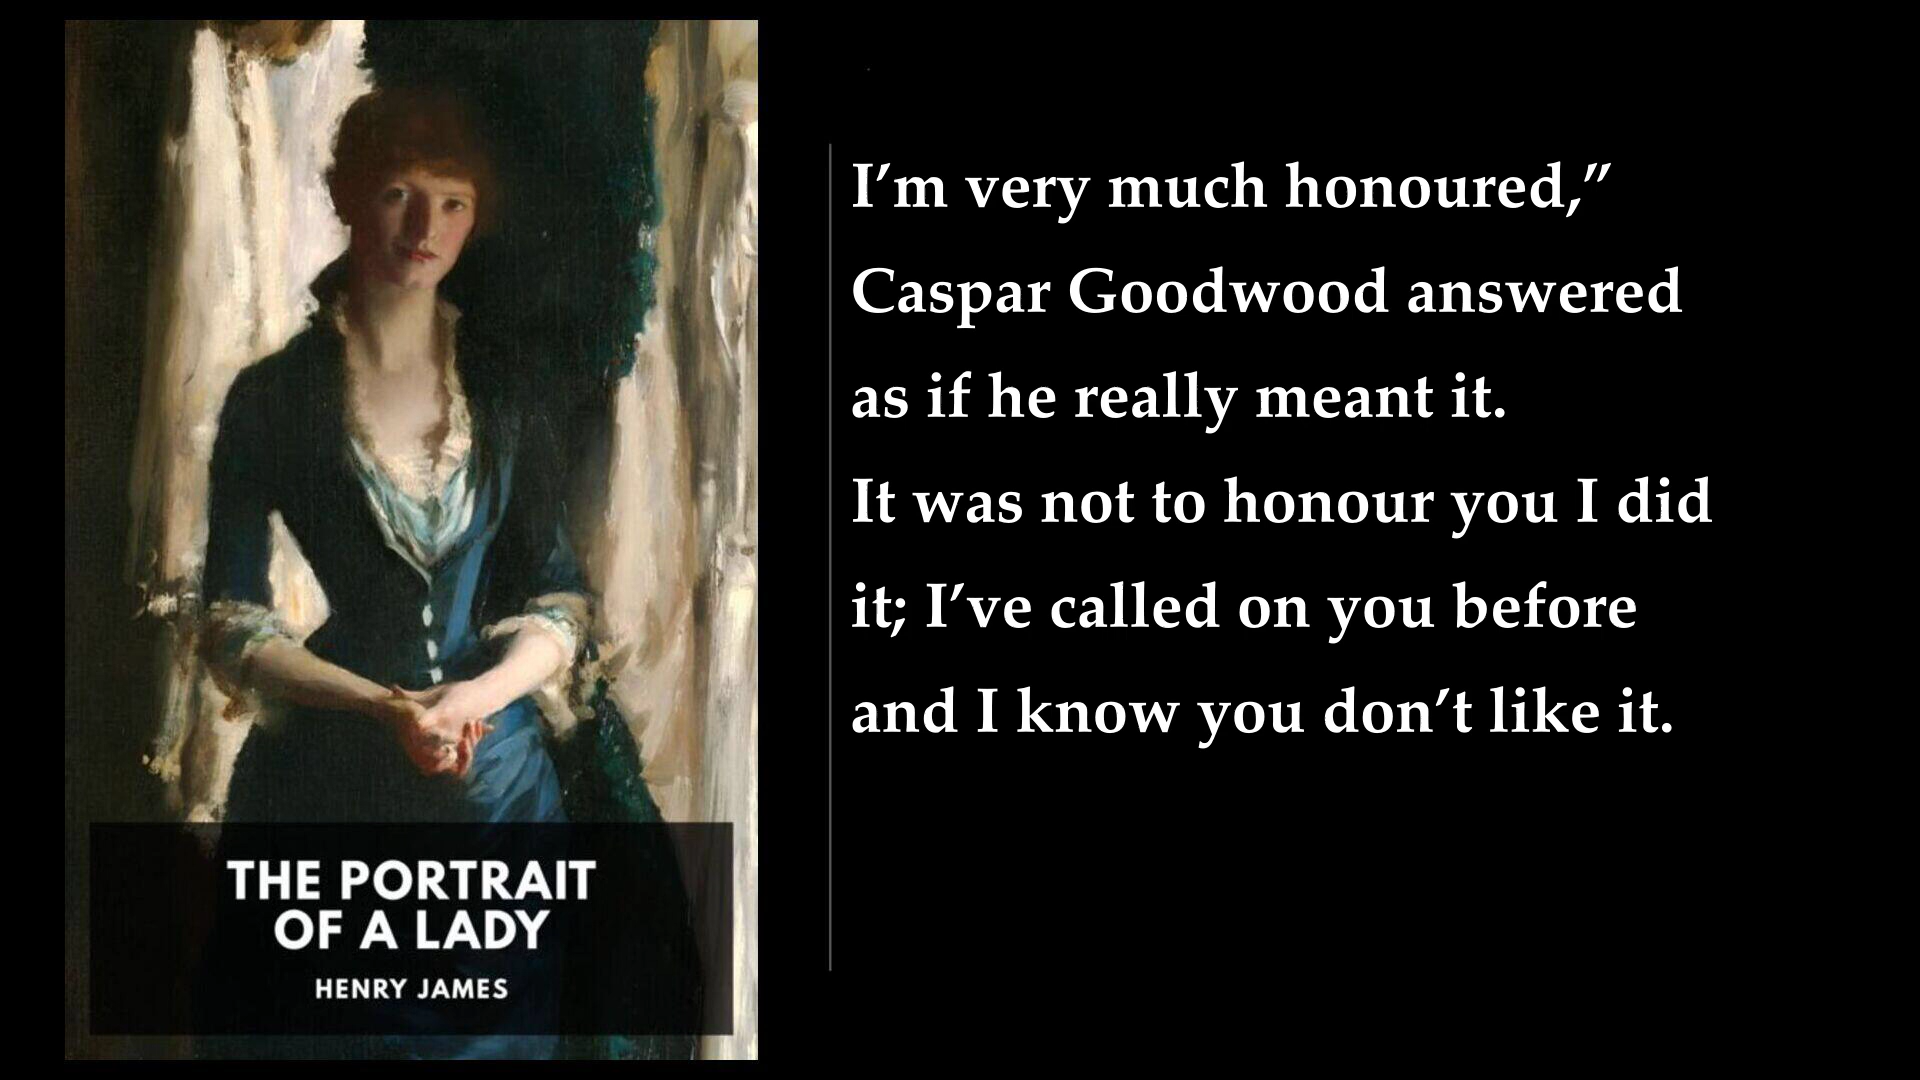 I’m very much honoured,”
Caspar Goodwood answered
as if he really meant it.
It was not to honour you I did
it; I’ve called on you before
and I know you don’t like it.
THE PORTRAIT
OF A LADY
HENRY JAMES